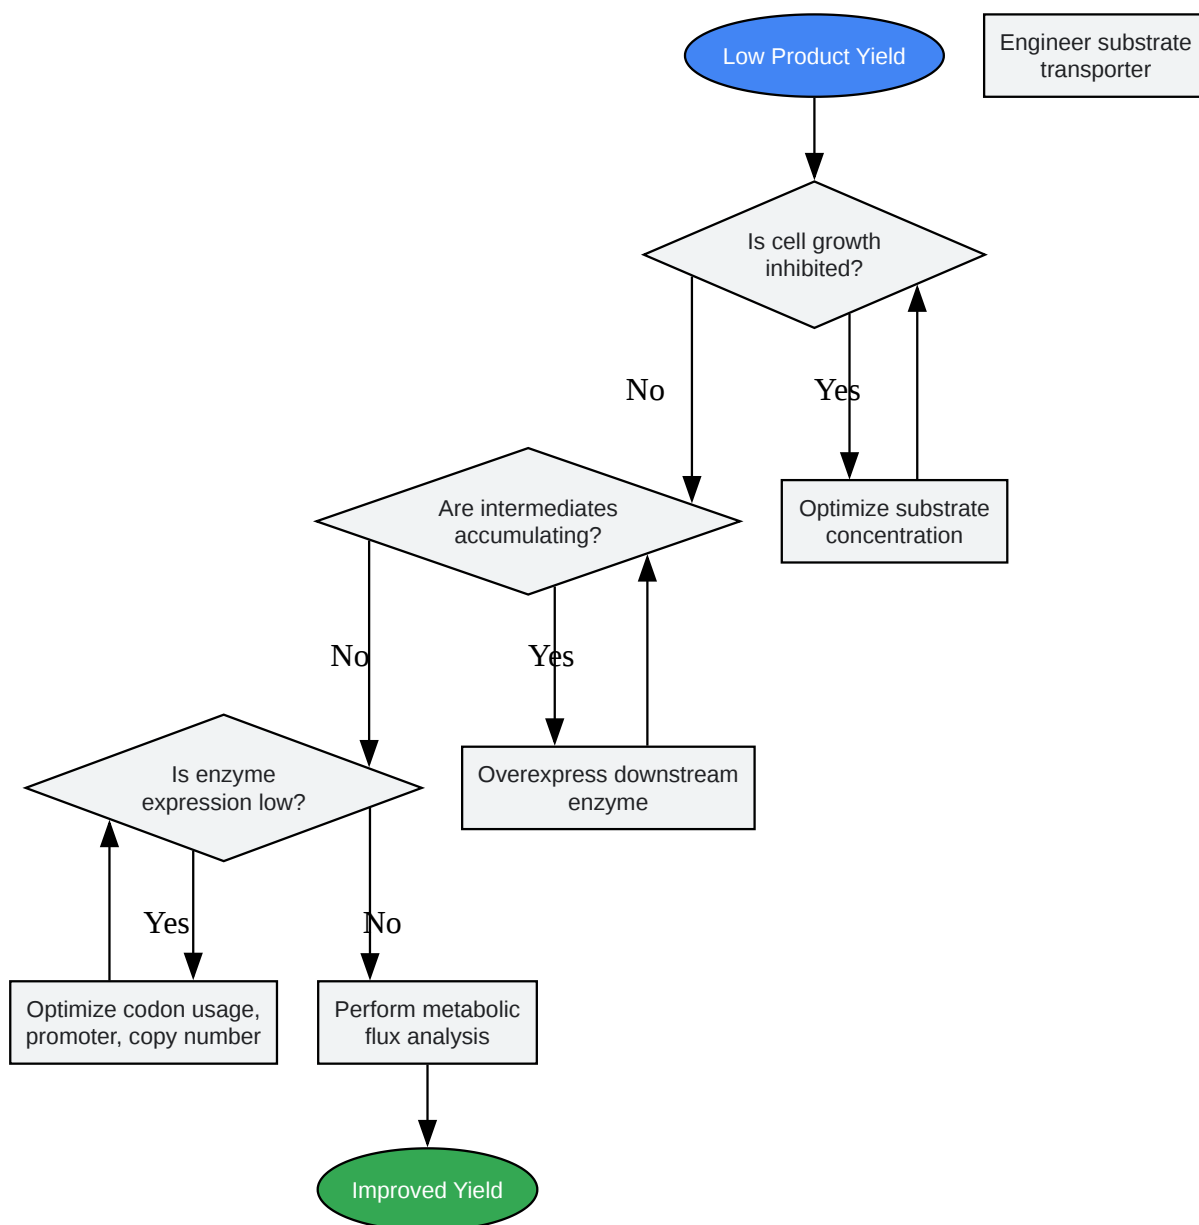 Low Product Yield
Engineer substrate
transporter
Is cell growth
inhibited?
No
Yes
Are intermediates
accumulating?
Optimize substrate
concentration
No
Yes
Is enzyme
expression low?
Overexpress downstream
enzyme
Yes
No
Optimize codon usage,
promoter, copy number
Perform metabolic
flux analysis
Improved Yield